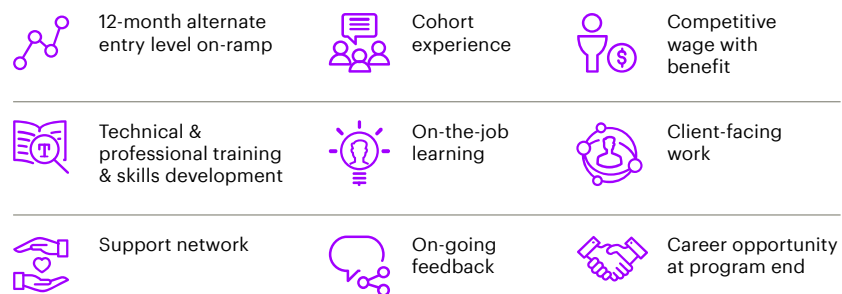 12-month alternate
entry level on-ramp
Cohort
experience
Competitive
wage with
benefit
Technical &
professional training
& skills development
On-the-job
learning
Client-facing
work
Support network
On-going
feedback
Career opportunity
at program end